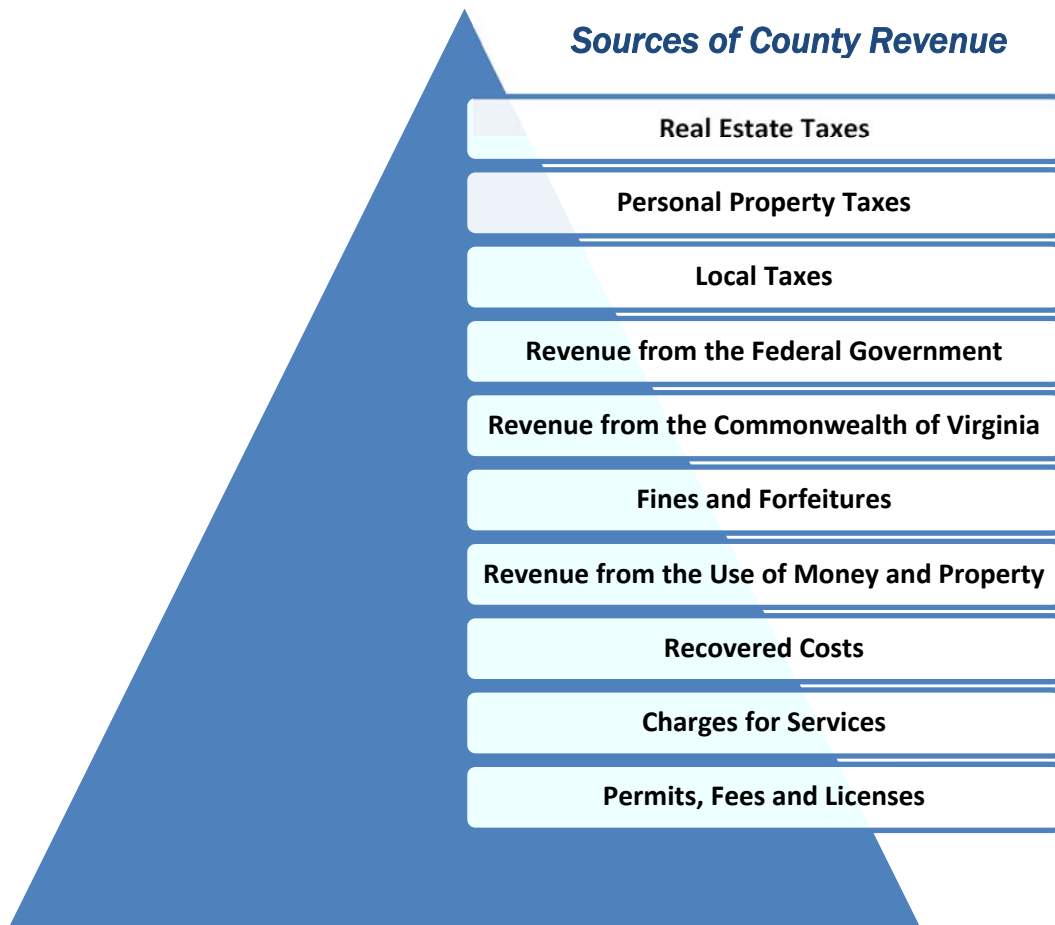 Sources of County Revenue
Real Estate Taxes
Personal Property Taxes
Local Taxes
Revenue from the Federal Government
Revenue from the Commonwealth of Virginia
Fines and Forfeitures
Revenue from the Use of Money and Property
Recovered Costs
Charges for Services
Permits, Fees and Licenses